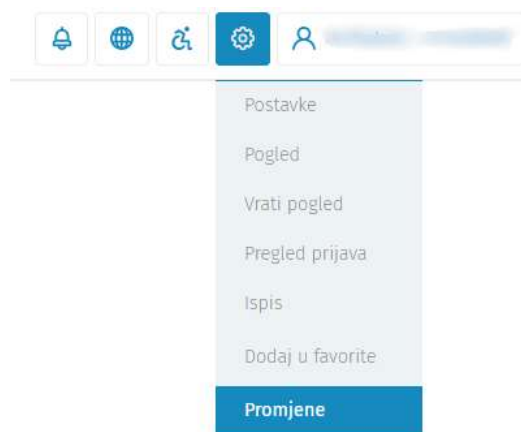 Postavke
Pogled
Vrati pogled
Pregled prijava
Ispis
Dodaj u favorite
Promjene